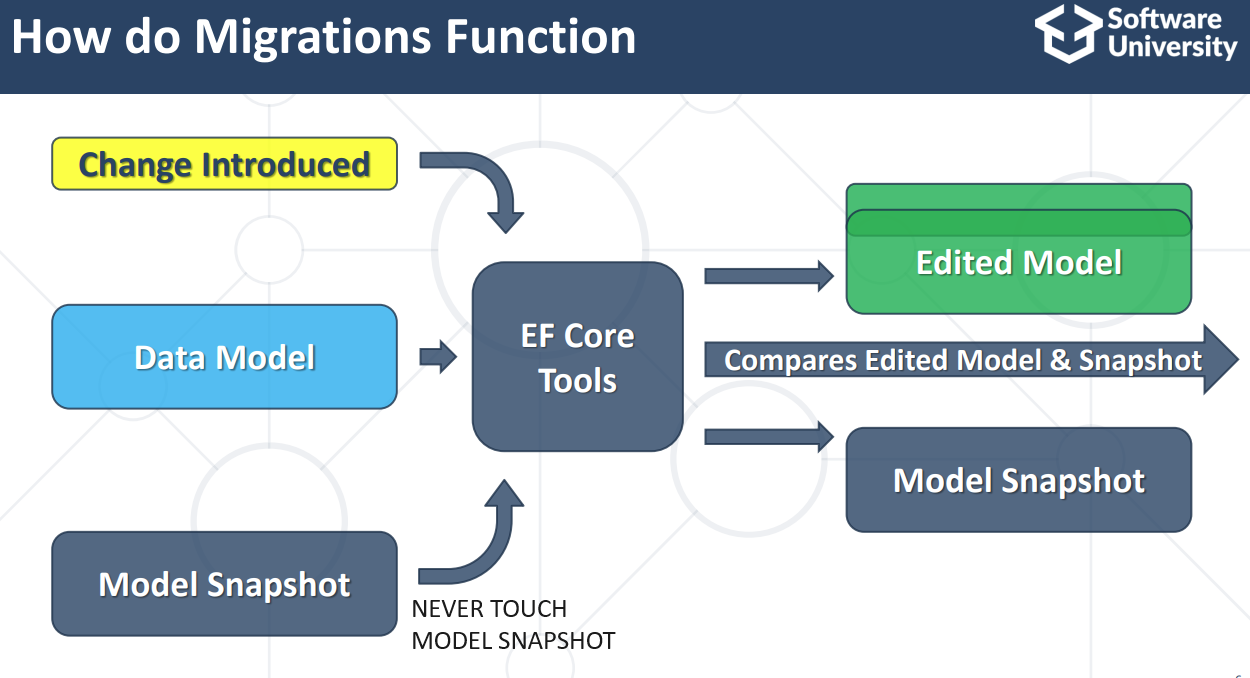 How do Migrations Function
Software
University
Change Introduced
Data Model
Model Snapshot
NEVER TOUCH
MODEL SNAPSHOT
EF Core
Tools
Edited Model
Compares Edited Model & Snapshot
Model Snapshot